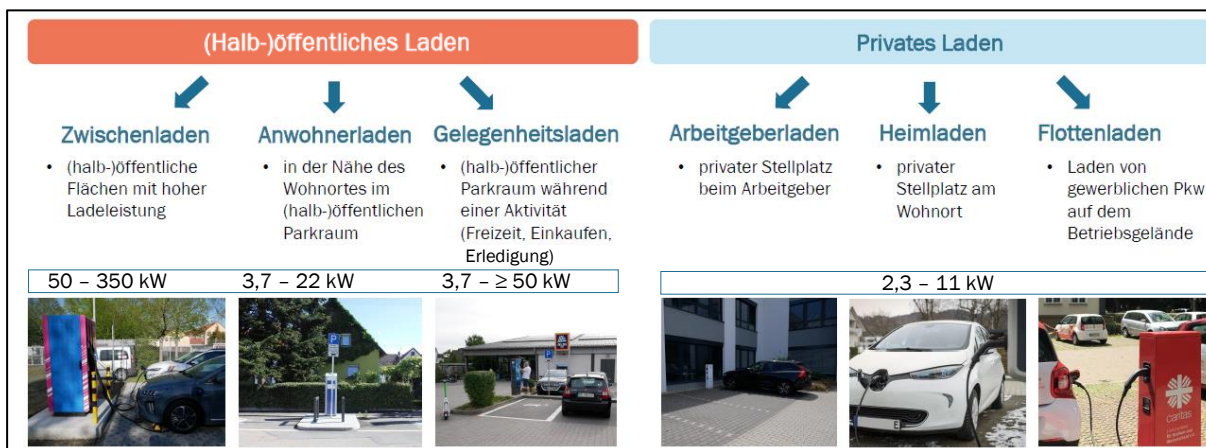 (Halb-)öffentliches Laden
Zwischenladen
• (halb-)öffentliche
Flächen mit hoher
Ladeleistung
Anwohnerladen
• in der Nähe des
Wohnortes im
(halb-)öffentlichen
Parkraum
Gelegenheitsladen
• (halb-)öffentlicher
Parkraum während
einer Aktivität
(Freizeit, Einkaufen,
Erledigung)
50 – 350 kW
3,7 – 22 kW
3,7 – ≥ 50 kW
P
Privates Laden
Arbeitgeberladen
• privater Stellplatz
beim Arbeitgeber
Heimladen
• privater
Stellplatz am
Wohnort
Flottenladen
• Laden von
gewerblichen Pkw
auf dem
Betriebsgelände
2,3 – 11 kW
caritas